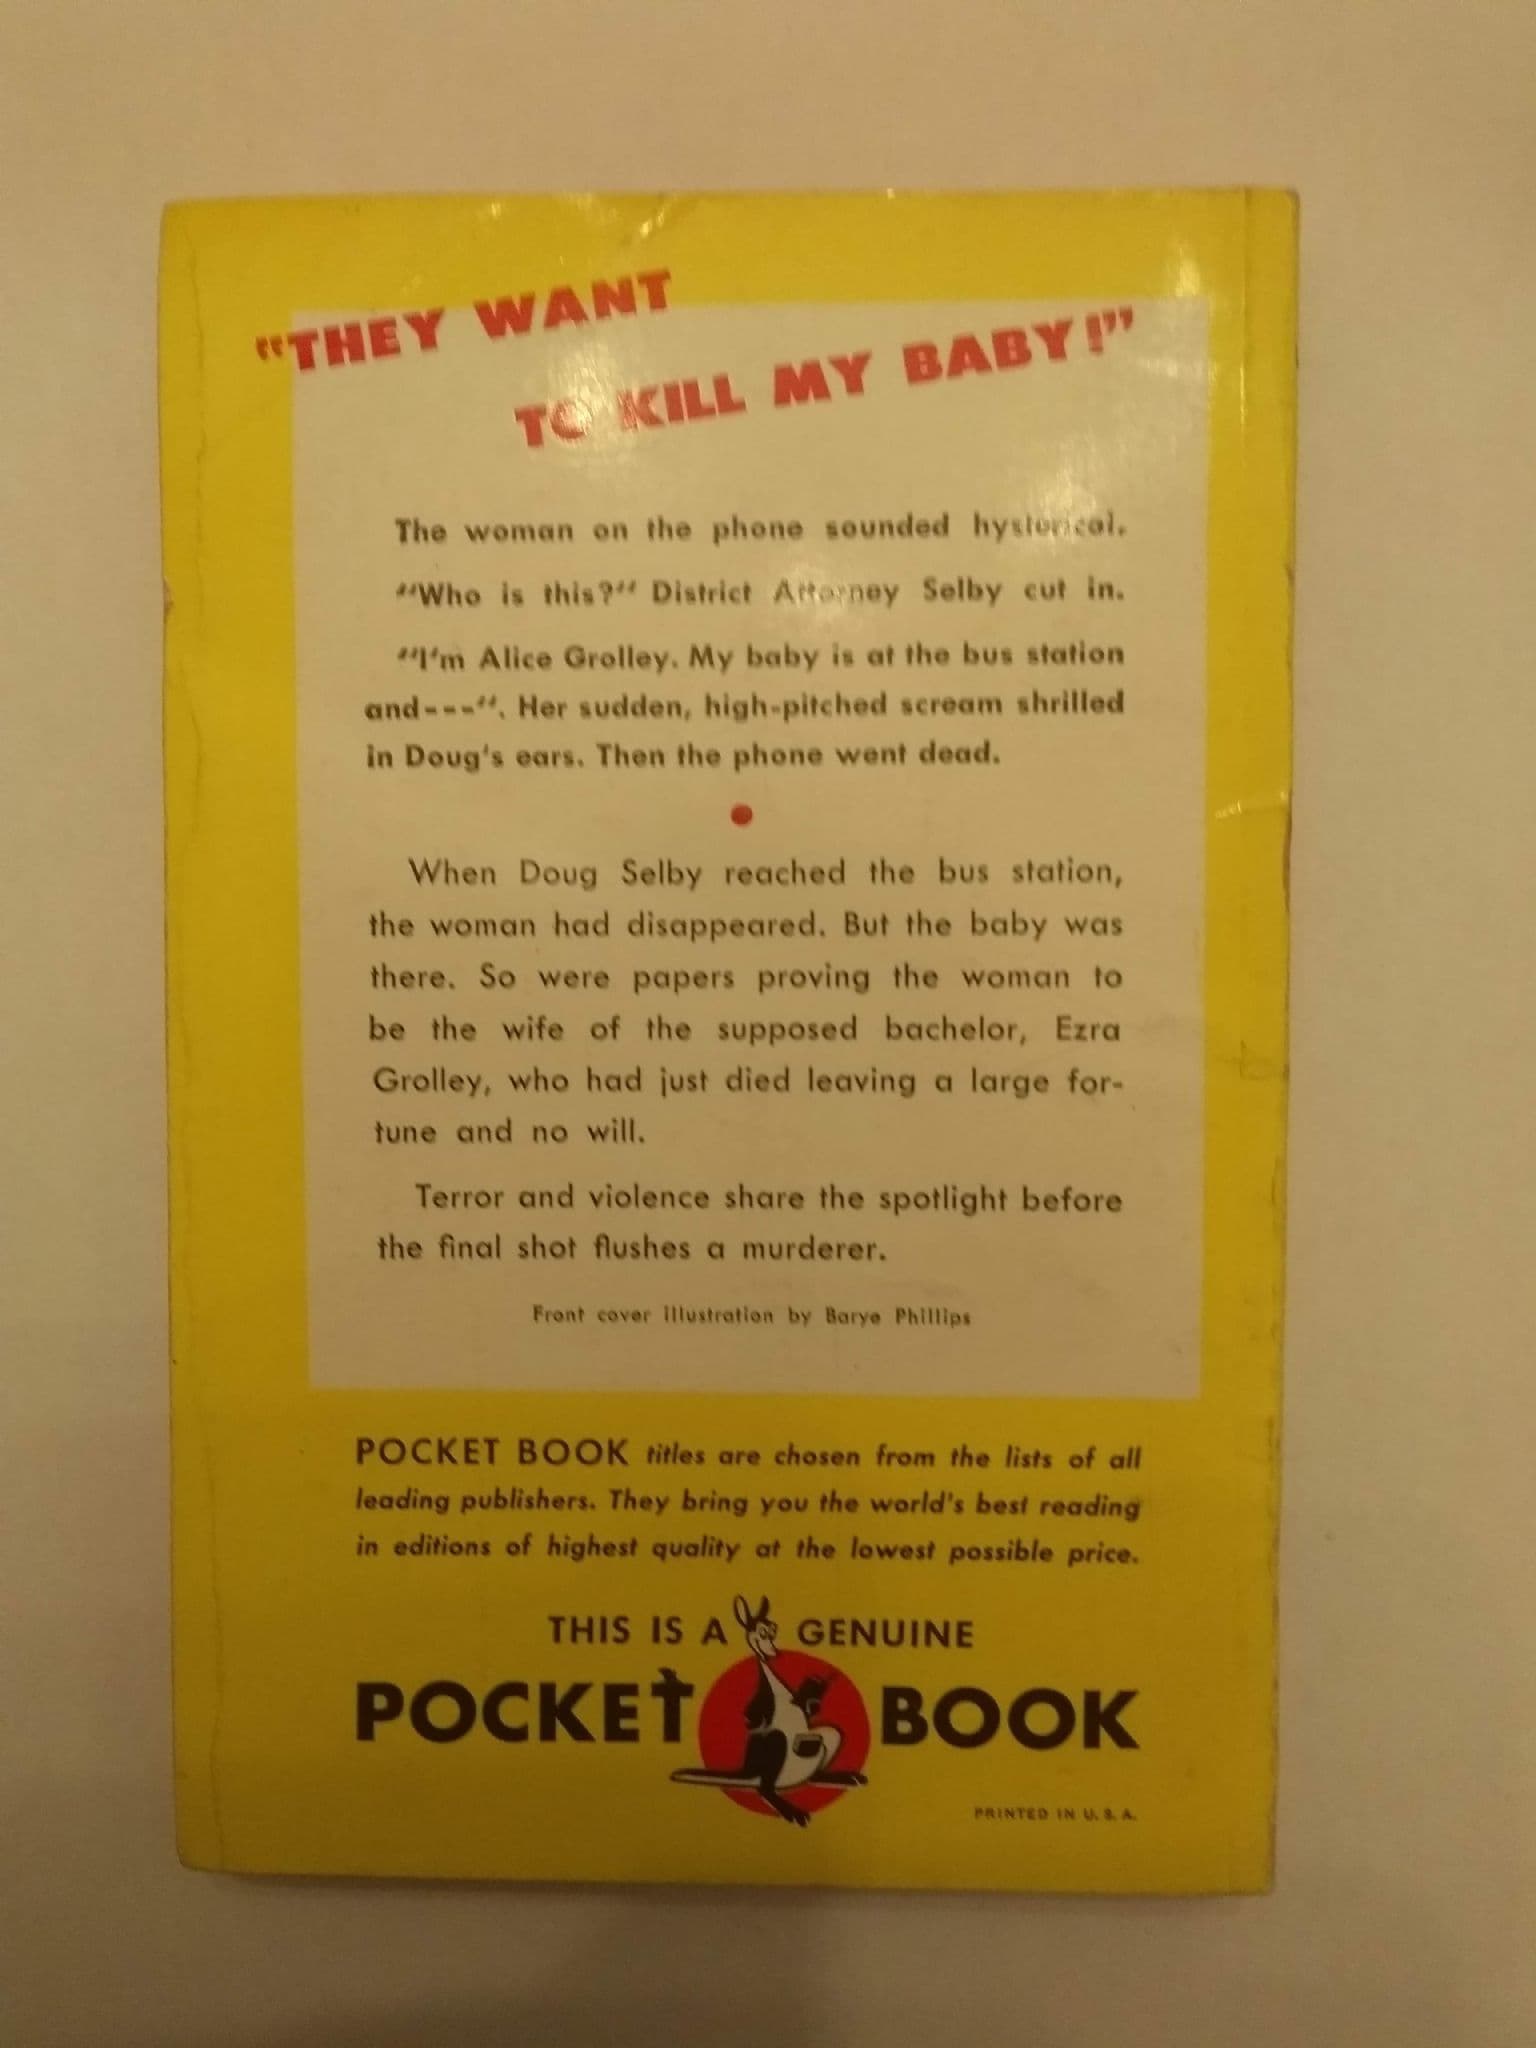 "THEY WANT
TO KILL MY BABY!"
The woman on the phone sounded hysterical.
"Who is this?" District Attorney Selby cut in.
"I'm Alice Grolley. My baby is at the bus station
and---". Her sudden, high-pitched scream shrilled
in Doug's ears. Then the phone went dead.
When Doug Selby reached the bus station,
the woman had disappeared. But the baby was
there. So were papers proving the woman to
be the wife of the supposed bachelor, Ezra
Grolley, who had just died leaving a large for-
tune and no will.
Terror and violence share the spotlight before
the final shot flushes a murderer.
Front cover illustration by Barye Phillips
POCKET BOOK titles are chosen from the lists of all
leading publishers. They bring you the world's best reading
in editions of highest quality at the lowest possible price.
THIS IS A GENUINE
POCKET BOOK
PRINTED IN U. S. A.